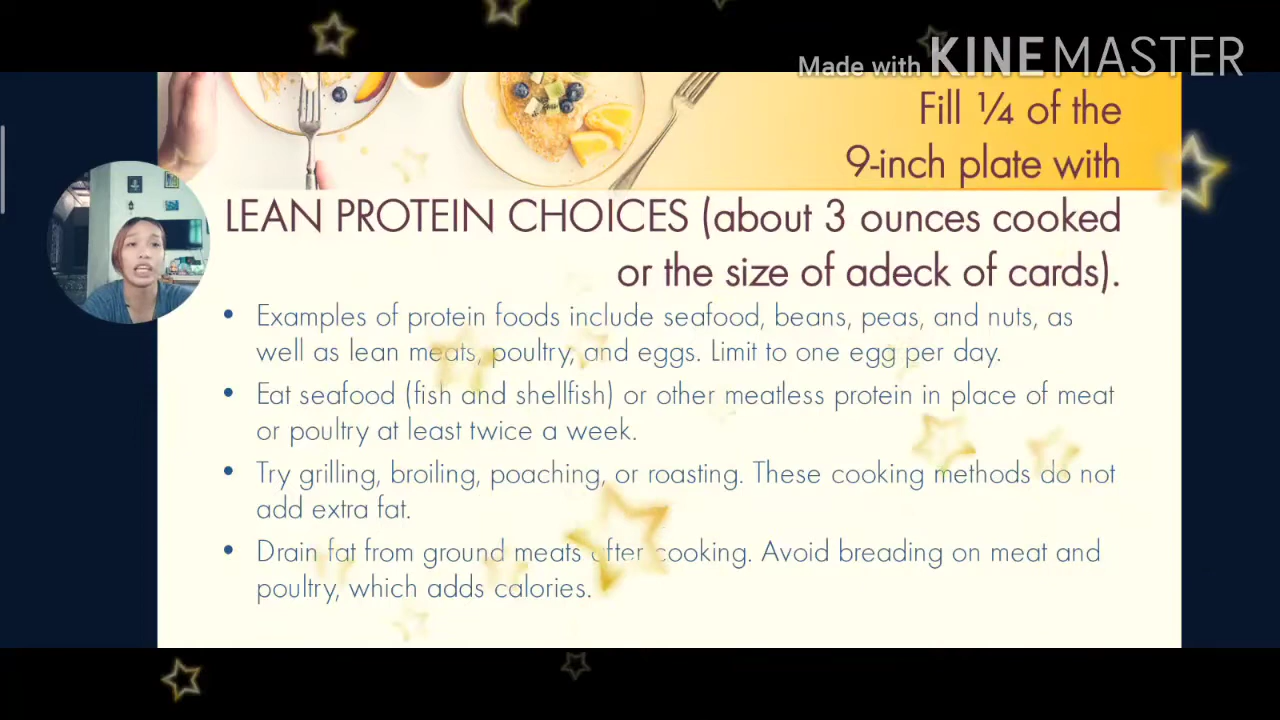 Made with KINEMASTER
Fill ¼ of the
9-inch plate with
LEAN PROTEIN CHOICES (about 3 ounces cooked
or the size of adeck of cards).
• Examples of protein foods include seafood, beans, peas, and nuts, as
well as lean meats, poultry, and eggs. Limit to one egg per day.
• Eat seafood (fish and shellfish) or other meatless protein in place of meat
or poultry at least twice a week.
• Try grilling, broiling, poaching, or roasting. These cooking methods do not
add extra fat.
• Drain fat from ground meats after cooking. Avoid breading on meat and
poultry, which adds calories.